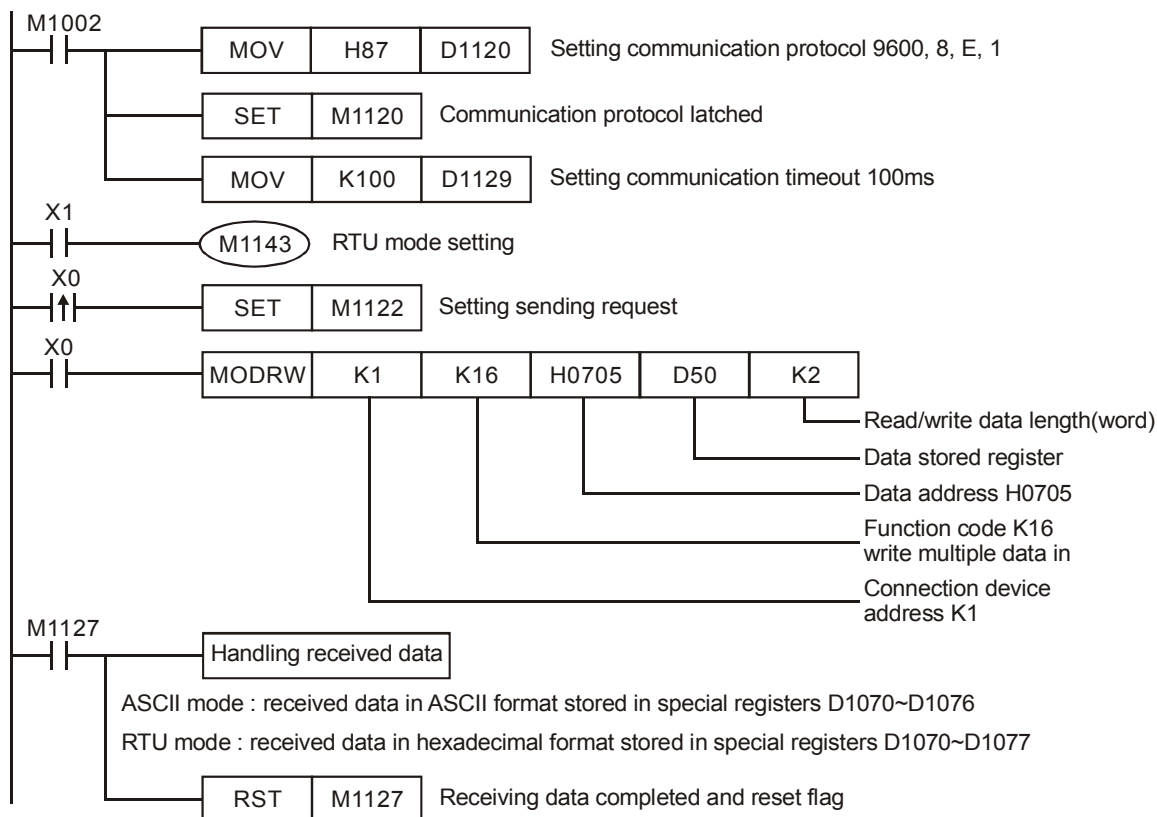 M1002
MOV H87 D1120 Setting communication protocol 9600, 8, E, 1
SET M1120 Communication protocol latched
MOV K100 D1129 Setting communication timeout 100ms
X1
M1143 RTU mode setting
X0
SET M1122 Setting sending request
X0
MODRW K1 K16 H0705 D50 K2
Read/write data length(word)
Data stored register
Data address H0705
Function code K16
write multiple data in
Connection device
address K1
M1127
Handling received data
ASCII mode : received data in ASCII format stored in special registers D1070~D1076
RTU mode : received data in hexadecimal format stored in special registers D1070~D1077
RST M1127 Receiving data completed and reset flag